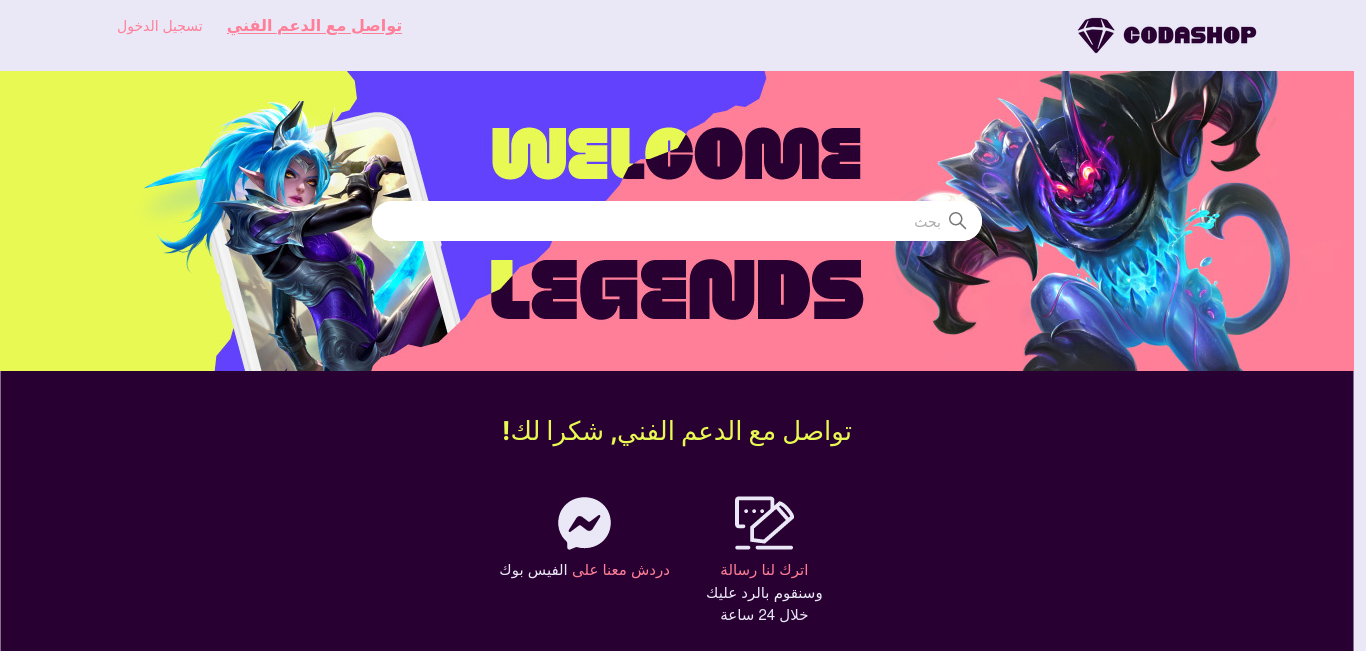 CODASHOP
تواصل مع الدعم الفني
تسجيل الدخول
WELCOME
بحث
LEGENDS
تواصل مع الدعم الفني, شكرا لك!
اترك لنا رسالة
وسنقوم بالرد عليك
خلال 24 ساعة
دردش معنا على الفيس بوك